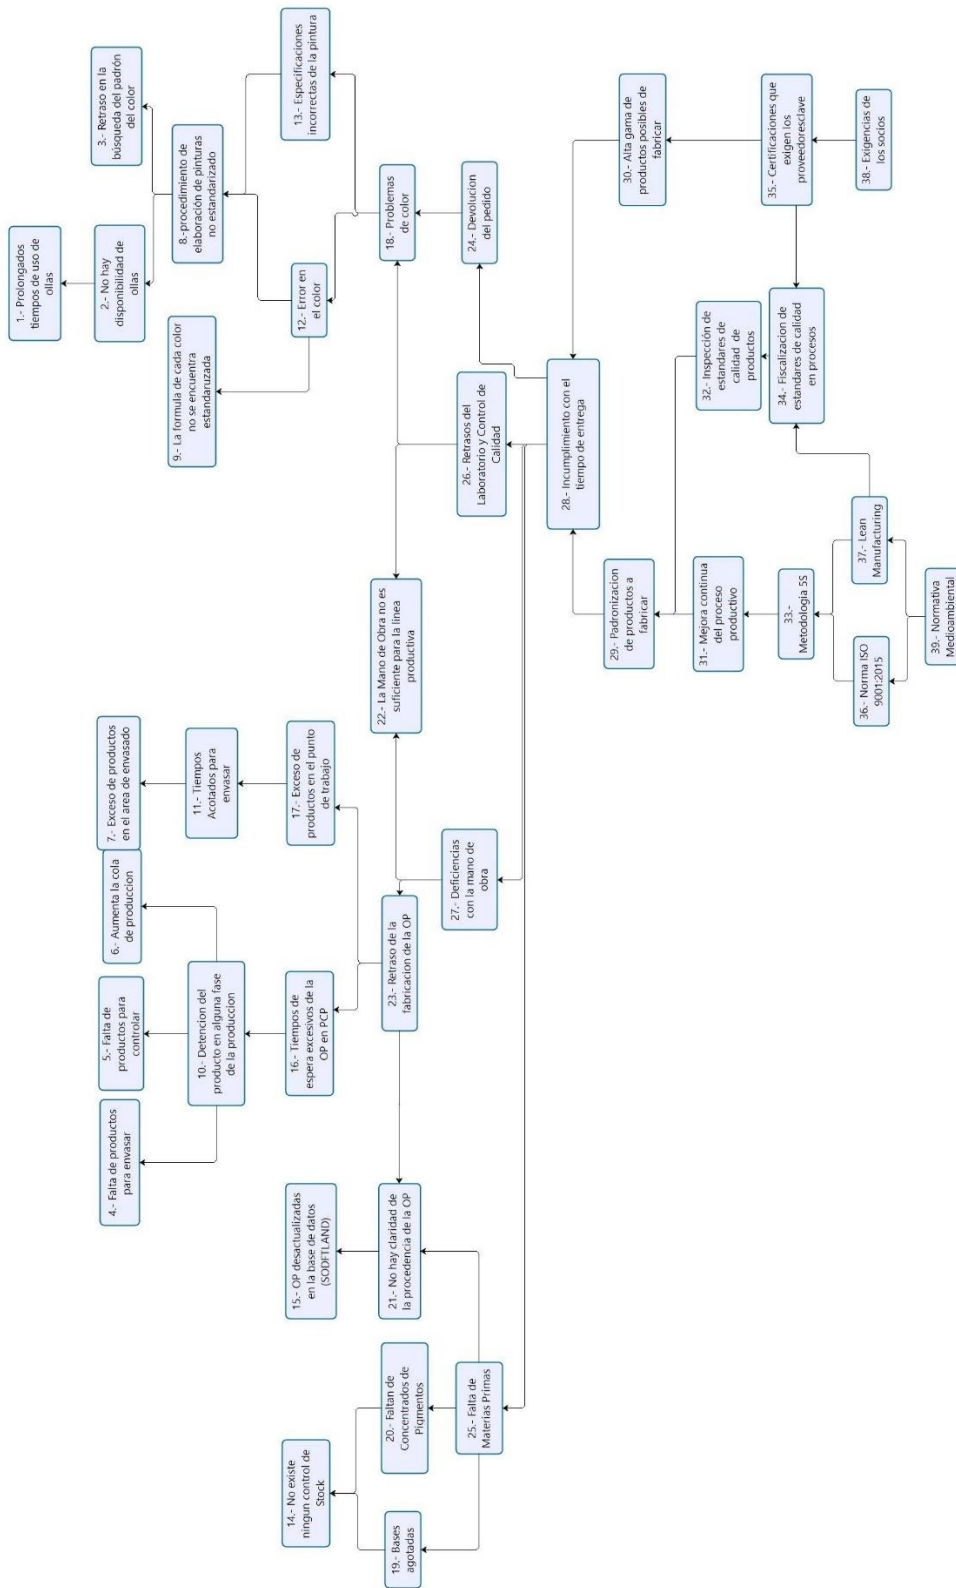 1.- Prolongados
tiempos de uso de
ollas
2.- No hay
disponibilidad de
ollas
3.- Retraso en la
búsqueda del padrón
del color
4.- Falta de productos
para envasar
5.- Falta de
productos para
controlar
6.- Aumenta la cola
de produccion
7.- Exceso de productos
en el area de envasado
8.-procedimiento de
elaboración de pinturas
no estandarizado
9.- La formula de cada color
no se encuentra
estandaruzada
10.- Detencion del
producto en alguna fase
de la produccion
11.- Tiempos
Acotados para
envasar
12.- Error en
el color
13.- Especificaciones
incorrectas de la pintura
14.- No existe
ningun control de
Stock
15.- OP desactualizadas
en la base de datos
(SODFTLAND)
16.- Tiempos de
espera excesivos de la
OP en PCP
17.- Exceso de
productos en el punto
de trabajo
18.- Problemas
de color
19.- Bases
agotadas
20.- Faltan de
Concentrados de
Pigmentos
21.- No hay claridad de
la procedencia de la OP
22.- La Mano de Obra no es
suficiente para la linea
productiva
23.- Retraso de la
fabricacion de la OP
24.- Devolucion
del pedido
25.- Falta de
Materias Primas
26.- Retrasos del
Laboratorio y Control de
Calidad
27.- Deficiencias
con la mano de
obra
28.- Incumplimiento con el
tiempo de entrega
29.- Padronizacion
de productos a
fabricar
30.- Alta gama de
productos posibles de
fabricar
31.- Mejora continua
del proceso
productivo
32.- Inspección de
estandares de
calidad de
productos
33.-
Metodologia 5S
34.- Fiscalizacion de
estandares de calidad
en procesos
35.- Certificaciones que
exigen los
proveedoresclave
36.- Norma ISO
9001:2015
37.- Lean
Manufacturing
38.- Exigencias de
los socios
39.- Normativa
Medioambiental